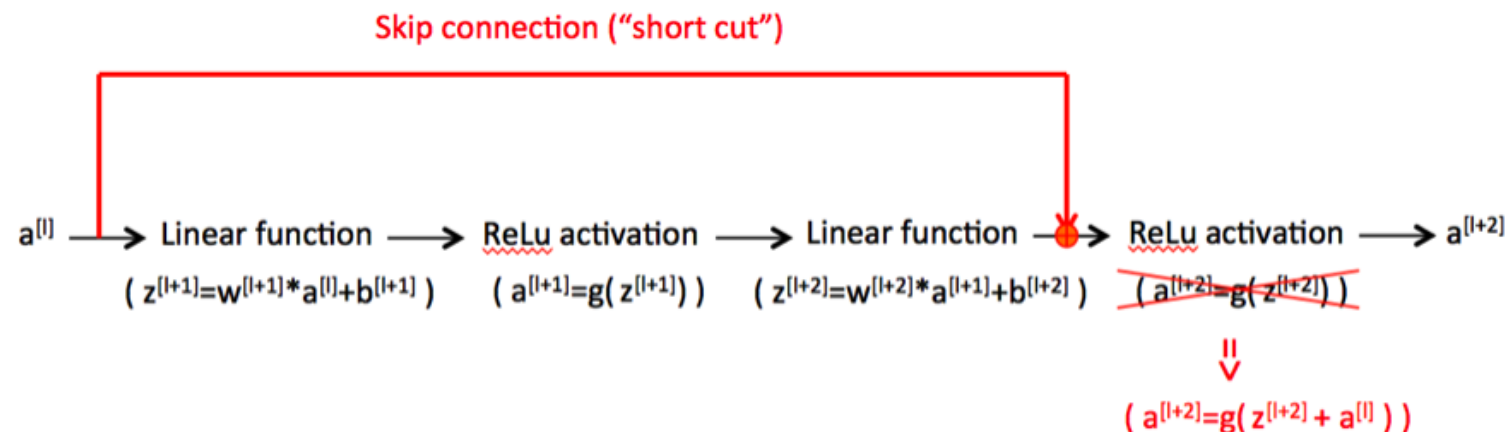 Skip connection (“short cut”)
a[l] Linear function ReLu activation Linear function ReLu activation a[l+2]
( z[l+1]=w[l+1]*a[l]+b[l+1] ) ( a[l+1]=g( z[l+1]) ) ( z[l+2]=w[l+2]*a[l+1]+b[l+2] ) ( a[l+2]=g( z[l+2]) )
( a[l+2]=g( z[l+2] + a[l] ) )